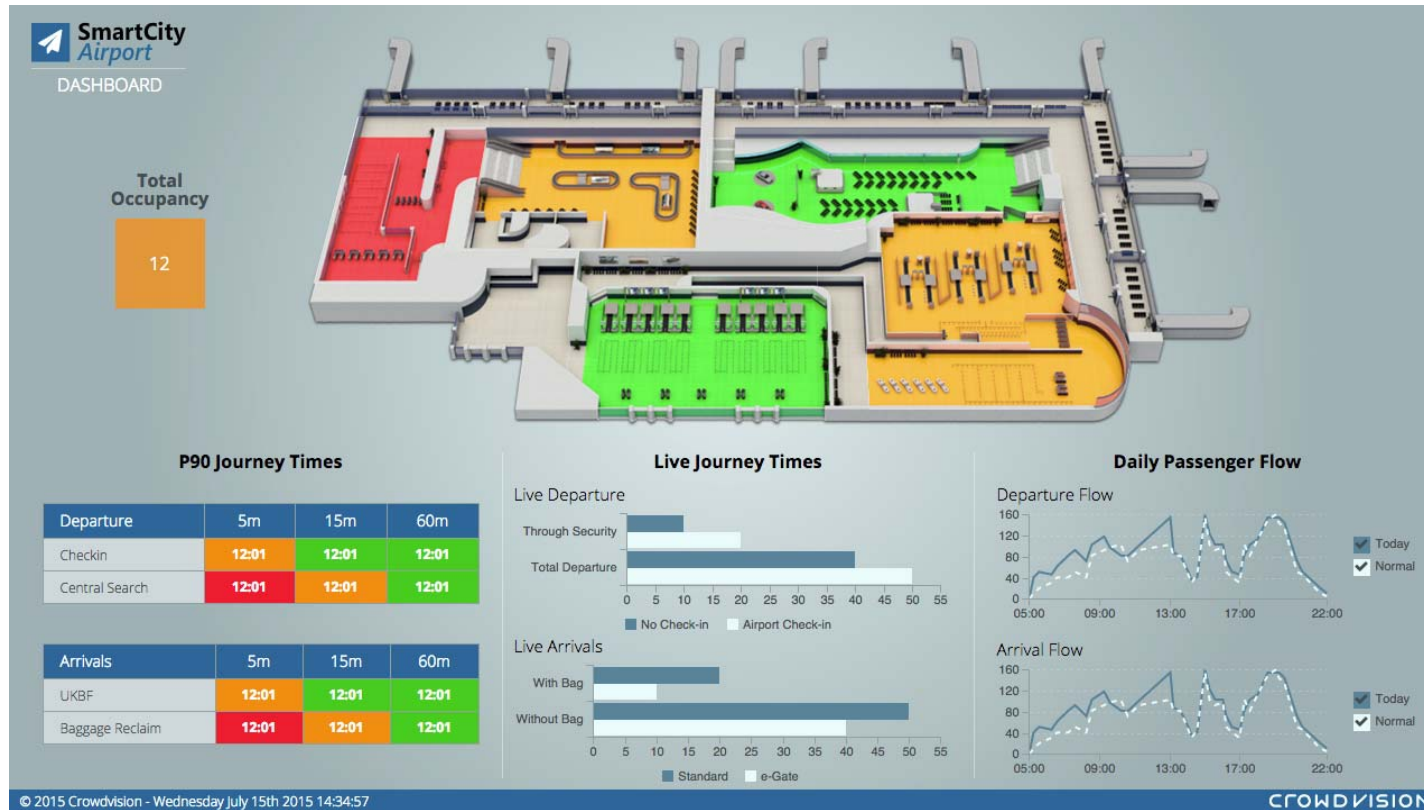 SmartCity
Airport
DASHBOARD
Total
Occupancy
12
P90 Journey Times
Departure 5m 15m 60m
Checkin 12:01 12:01 12:01
Central Search 12:01 12:01 12:01
Arrivals 5m 15m 60m
UKBF 12:01 12:01 12:01
Baggage Reclaim 12:01 12:01 12:01
Live Journey Times
Live Departure
Through Security
Total Departure
0 5 10 15 20 25 30 35 40 45 50 55
No Check-in Airport Check-in
Live Arrivals
With Bag
Without Bag
0 5 10 15 20 25 30 35 40 45 50 55
Standard e-Gate
Daily Passenger Flow
Departure Flow
160
120
80
40
0
05:00 09:00 13:00 17:00 22:00
Today
Normal
Arrival Flow
160
120
80
40
0
05:00 09:00 13:00 17:00 22:00
Today
Normal
© 2015 Crowdvision - Wednesday July 15th 2015 14:34:57
CROWDVISION